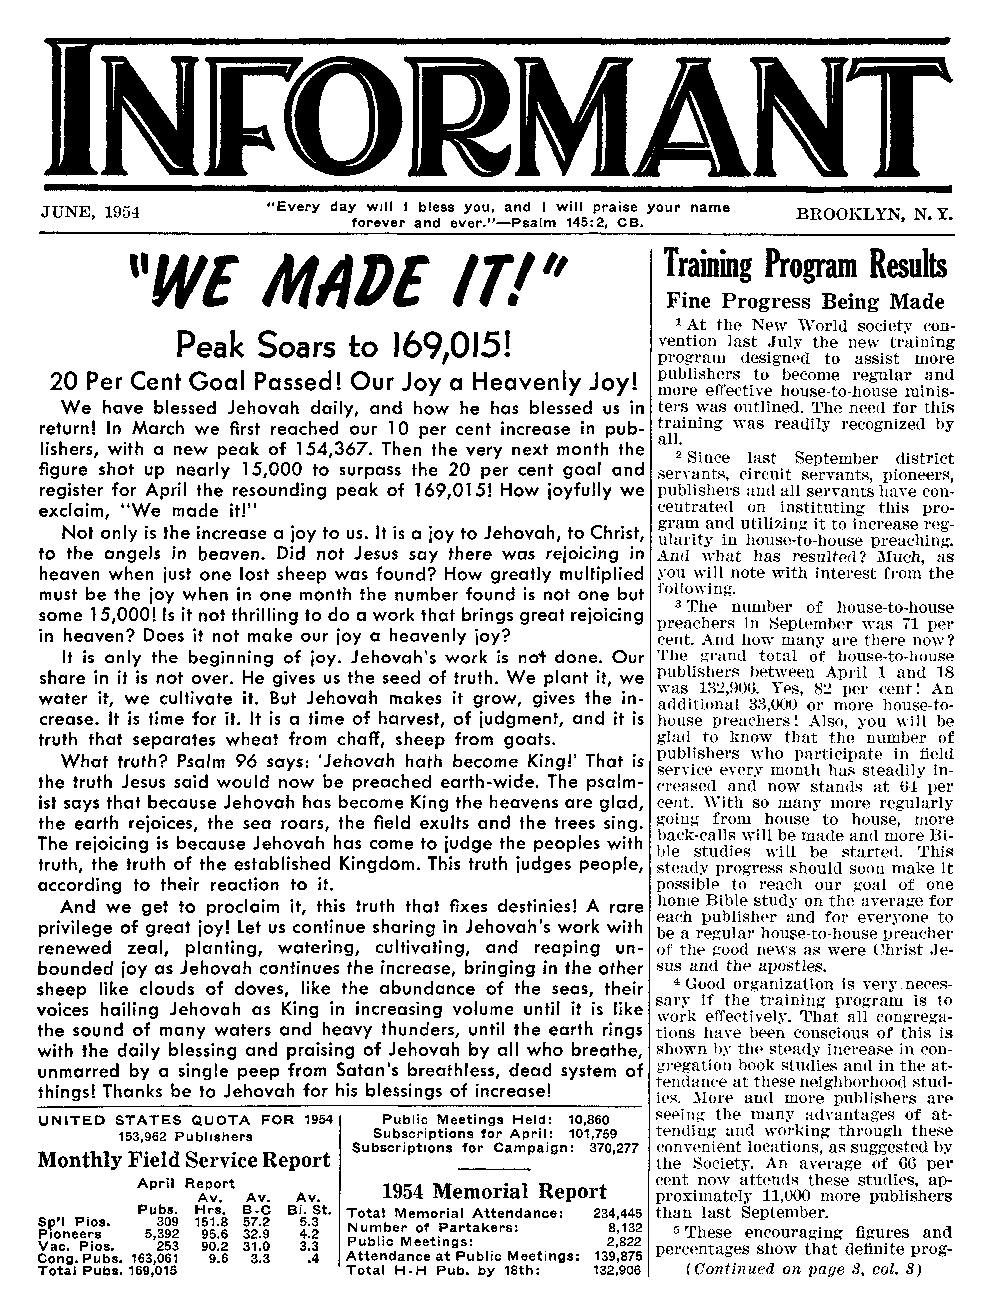 INFORMANT
JUNE, 1954
"Every day will I bless you, and I will praise your name
forever and ever."—Psalm 145:2, CB.
BROOKLYN, N.Y.
"WE MADE IT!"
Peak Soars to 169,015!
20 Per Cent Goal Passed! Our Joy a Heavenly Joy!
We have blessed Jehovah daily, and how he has blessed us in
return! In March we first reached our 10 per cent increase in pub-
lishers, with a new peak of 154,367. Then the very next month the
figure shot up nearly 15,000 to surpass the 20 per cent goal and
register for April the resounding peak of 169,015! How joyfully we
exclaim, "We made it!"
Not only is the increase a joy to us. It is a joy to Jehovah, to Christ,
to the angels in heaven. Did not Jesus say there was rejoicing in
heaven when just one lost sheep was found? How greatly multiplied
must be the joy when in one month the number found is not one but
some 15,000! Is it not thrilling to do a work that brings great rejoicing
in heaven? Does it not make our joy a heavenly joy?
It is only the beginning of joy. Jehovah's work is not done. Our
share in it is not over. He gives us the seed of truth. We plant it, we
water it, we cultivate it. But Jehovah makes it grow, gives the in-
crease. It is time for it. It is a time of harvest, of judgment, and it is
truth that separates wheat from chaff, sheep from goats.
What truth? Psalm 96 says: 'Jehovah hath become King!' That is
the truth Jesus said would now be preached earth-wide. The psalm-
ist says that because Jehovah has become King the heavens are glad,
the earth rejoices, the sea roars, the field exults and the trees sing.
The rejoicing is because Jehovah has come to judge the peoples with
truth, the truth of the established Kingdom. This truth judges people,
according to their reaction to it.
And we get to proclaim it, this truth that fixes destinies! A rare
privilege of great joy! Let us continue sharing in Jehovah's work with
renewed zeal, planting, watering, cultivating, and reaping un-
bounded joy as Jehovah continues the increase, bringing in the other
sheep like clouds of doves, like the abundance of the seas, their
voices hailing Jehovah as King in increasing volume until it is like
the sound of many waters and heavy thunders, until the earth rings
with the daily blessing and praising of Jehovah by all who breathe,
unmarred by a single peep from Satan's breathless, dead system of
things! Thanks be to Jehovah for his blessings of increase!
UNITED STATES QUOTA FOR 1954
153,962 Publishers
Monthly Field Service Report
April Report
Av. Av. Av.
Pubs. Hrs. B-C Bi. St.
Sp'l Pios. 309 151.8 57.2 5.3
Pioneers 5,392 95.6 32.9 4.2
Vac. Pios. 253 90.2 31.0 3.3
Cong. Pubs. 163,061 9.6 3.3 .4
Total Pubs. 169,015
Public Meetings Held: 10,860
Subscriptions for April: 101,759
Subscriptions for Campaign: 370,277
1954 Memorial Report
Total Memorial Attendance: 234,445
Number of Partakers: 8,132
Public Meetings: 2,822
Attendance at Public Meetings: 139,875
Total H-H Pub. by 18th: 132,906
Training Program Results
Fine Progress Being Made
1 At the New World society con-
vention last July the new training
program designed to assist more
publishers to become regular and
more effective house-to-house minis-
ters was outlined. The need for this
training was readily recognized by
all.
2 Since last September district
servants, circuit servants, pioneers,
publishers and all servants have con-
centrated on instituting this pro-
gram and utilizing it to increase reg-
ularity in house-to-house preaching.
And what has resulted? Much, as
you will note with interest from the
following.
3 The number of house-to-house
preachers in September was 71 per
cent. And how many are there now?
The grand total of house-to-house
publishers between April 1 and 18
was 132,906. Yes, 82 per cent! An
additional 33,000 or more house-to-
house preachers! Also, you will be
glad to know that the number of
publishers who participate in field
service every month has steadily in-
creased and now stands at 61 per
cent. With so many more regularly
going from house to house, more
back-calls will be made and more Bi-
ble studies will be started. This
steady progress should soon make it
possible to reach our goal of one
home Bible study on the average for
each publisher and for everyone to
be a regular house-to-house preacher
of the good news as were Christ Je-
sus and the apostles.
4 Good organization is very neces-
sary if the training program is to
work effectively. That all congrega-
tions have been conscious of this is
shown by the steady increase in con-
gregation book studies and in the at-
tendance at these neighborhood stud-
ies. More and more publishers are
seeing the many advantages of at-
tending and working through these
convenient locations, as suggested by
the Society. An average of 66 per
cent now attends these studies, ap-
proximately 11,000 more publishers
than last September.
5 These encouraging figures and
percentages show that definite prog-
(Continued on page 3, col. 3)